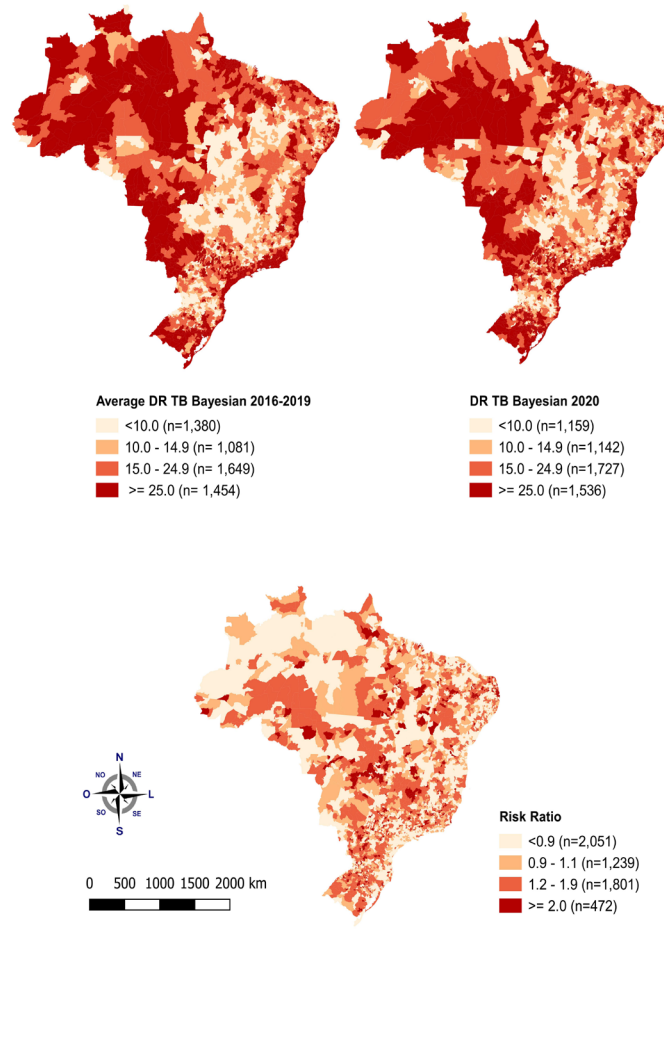 Average DR TB Bayesian 2016-2019
<10.0 (n=1,380)
10.0 - 14.9 (n= 1,081)
15.0 - 24.9 (n= 1,649)
>= 25.0 (n= 1,454)
DR TB Bayesian 2020
<10.0 (n=1,159)
10.0 - 14.9 (n=1,142)
15.0 - 24.9 (n=1,727)
>= 25.0 (n=1,536)
N
NO NE
O L
SO SE
S
0 500 1000 1500 2000 km
Risk Ratio
<0.9 (n=2,051)
0.9 - 1.1 (n=1,239)
1.2 - 1.9 (n=1,801)
>= 2.0 (n=472)